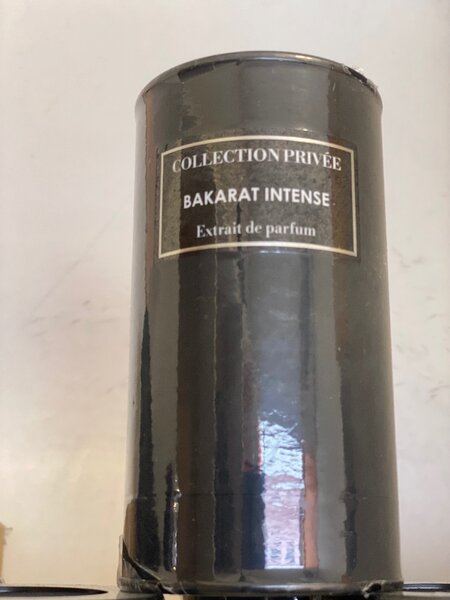 COLLECTION PRIVÉE
BAKARAT INTENSE
Extrait de parfum